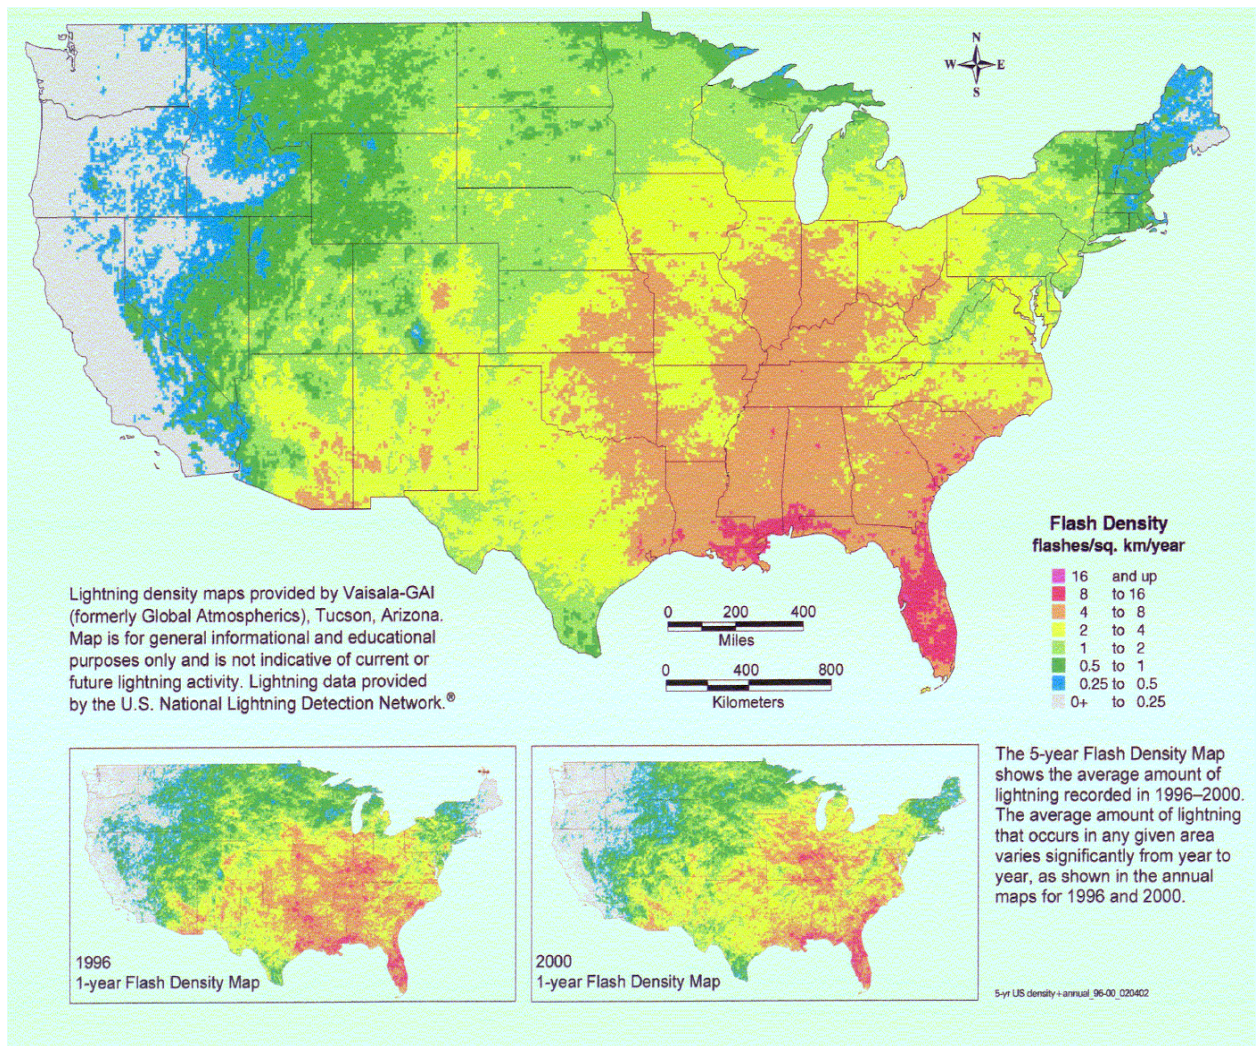 N
W E
S
Flash Density
flashes/sq. km/year
16 and up
8 to 16
4 to 8
2 to 4
1 to 2
0.5 to 1
0.25 to 0.5
0+ to 0.25
Lightning density maps provided by Vaisala-GAI
(formerly Global Atmospherics), Tucson, Arizona.
Map is for general informational and educational
purposes only and is not indicative of current or
future lightning activity. Lightning data provided
by the U.S. National Lightning Detection Network.®
0 200 400
Miles
0 400 800
Kilometers
1996
1-year Flash Density Map
2000
1-year Flash Density Map
The 5-year Flash Density Map
shows the average amount of
lightning recorded in 1996–2000.
The average amount of lightning
that occurs in any given area
varies significantly from year to
year, as shown in the annual
maps for 1996 and 2000.
5-yr US density+annual_96-00_020402